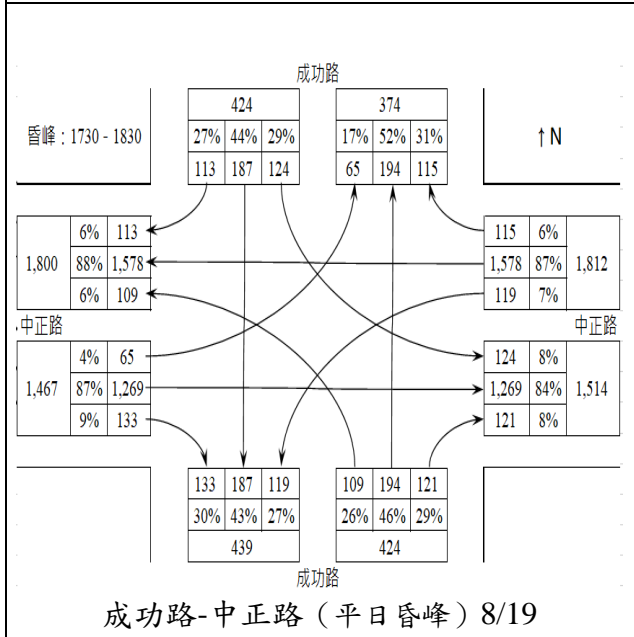 成功路
424 374
昏峰：1730 - 1830 27% 44% 29% 17% 52% 31% ↑N
113 187 124 65 194 115
6% 113 115 6%
1,800 88% 1,578 1,578 87% 1,812
6% 109 119 7%
中正路 中正路
4% 65 124 8%
1,467 87% 1,269 1,269 84% 1,514
9% 133 121 8%
133 187 119 109 194 121
30% 43% 27% 26% 46% 29%
439 424
成功路
成功路-中正路（平日昏峰）8/19